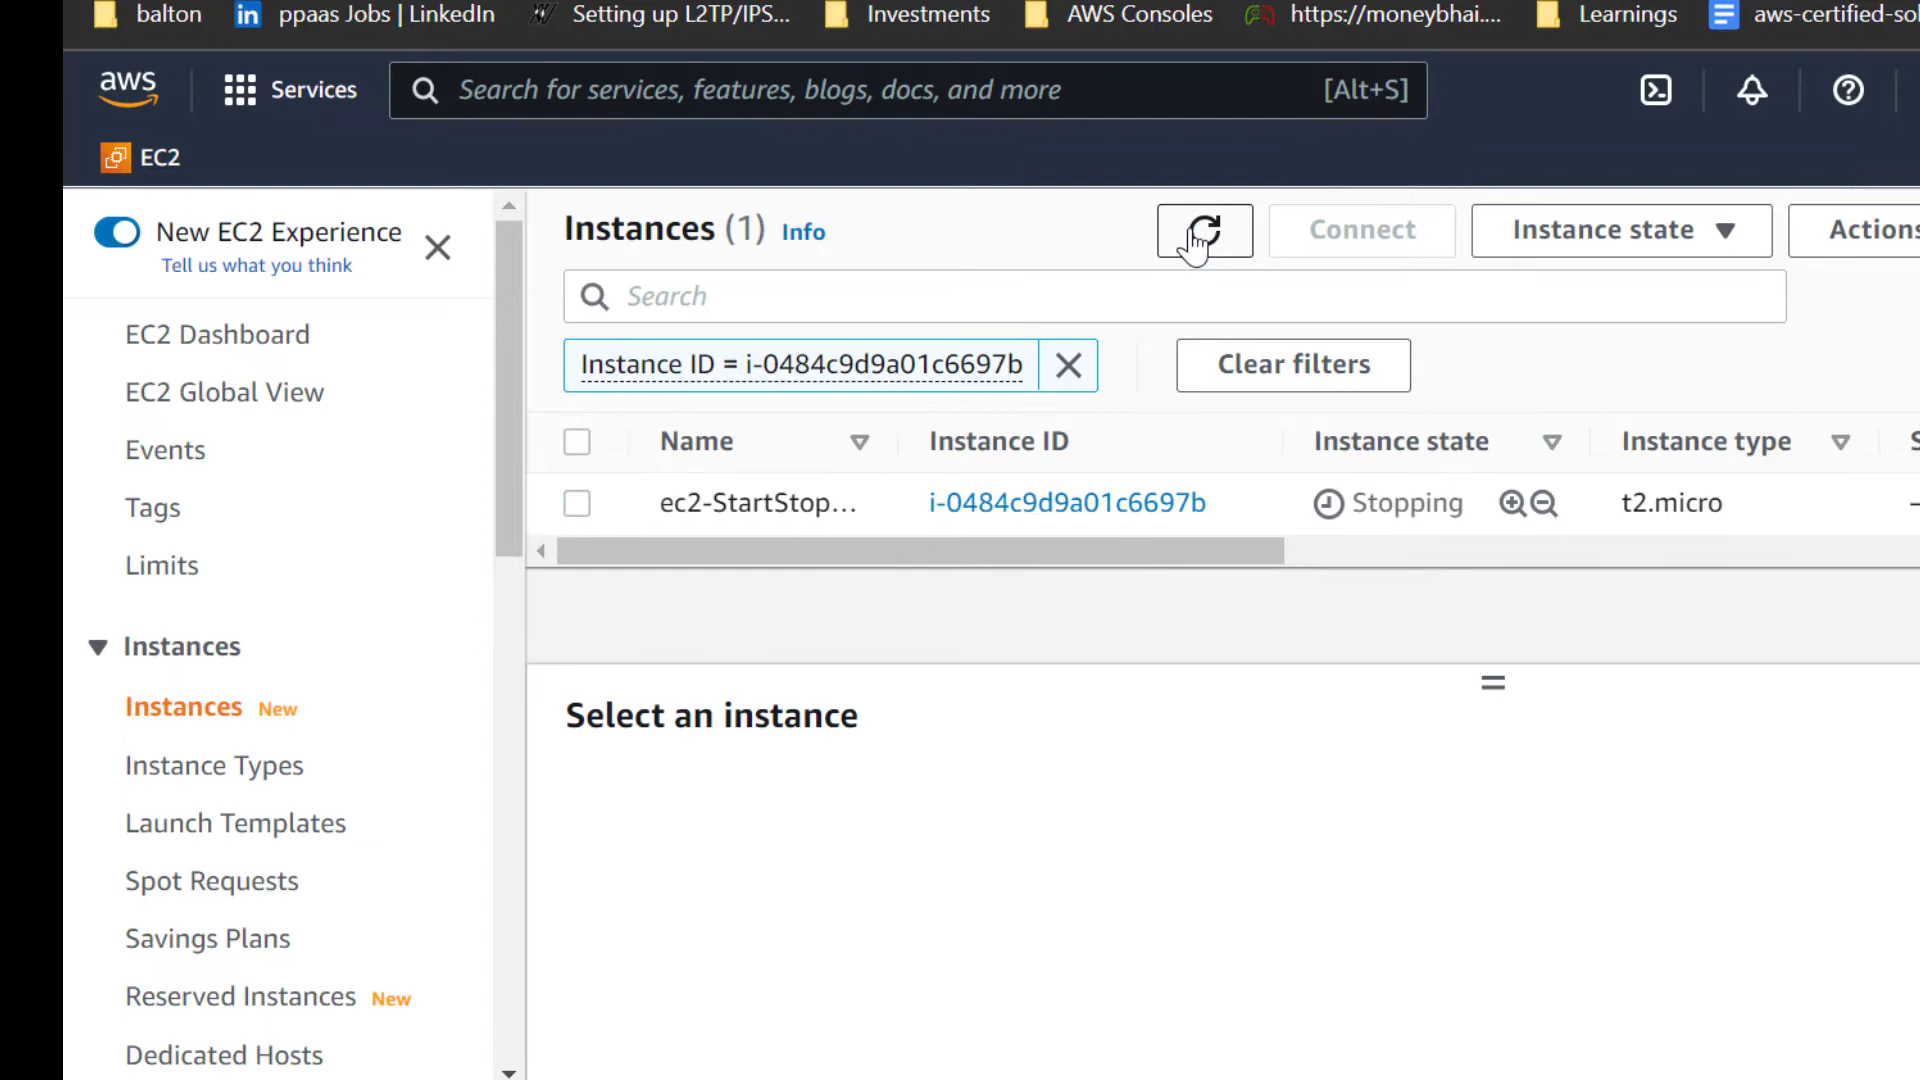 balton
ppaas Jobs | LinkedIn
Setting up L2TP/IPS...
Investments
AWS Consoles
https://moneybhai....
Learnings
aws-certified-sol
aws
Services
Search for services, features, blogs, docs, and more
[Alt+S]
EC2
New EC2 Experience
Tell us what you think
EC2 Dashboard
EC2 Global View
Events
Tags
Limits
Instances
Instances New
Instance Types
Launch Templates
Spot Requests
Savings Plans
Reserved Instances New
Dedicated Hosts
Instances (1) Info
Connect
Instance state
Actions
Search
Instance ID = i-0484c9d9a01c6697b
Clear filters
Name
Instance ID
Instance state
Instance type
S
ec2-StartStop...
i-0484c9d9a01c6697b
Stopping
t2.micro
–
Select an instance